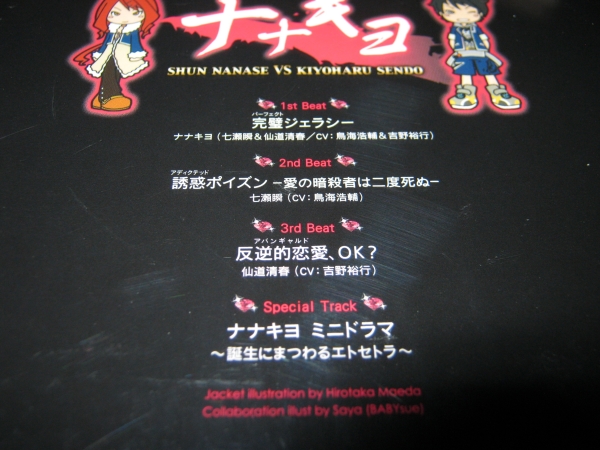 ナナキヨ
SHUN NANASE VS KIYOHARU SENDO
1st Beat
パーフェクト
完璧ジェラシー
ナナキヨ(七瀬瞬&仙道清春/CV:鳥海浩輔&吉野裕行)
2nd Beat
アディクテッド
誘惑ポイズン −愛の暗殺者は二度死ぬ−
七瀬瞬(CV:鳥海浩輔)
3rd Beat
アバンギャルド
反逆的恋愛、OK?
仙道清春(CV:吉野裕行)
Special Track
ナナキヨ ミニドラマ
〜誕生にまつわるエトセトラ〜
Jacket illustration by Hirotaka Maeda
Collaboration illust by Saya (BABYsue)